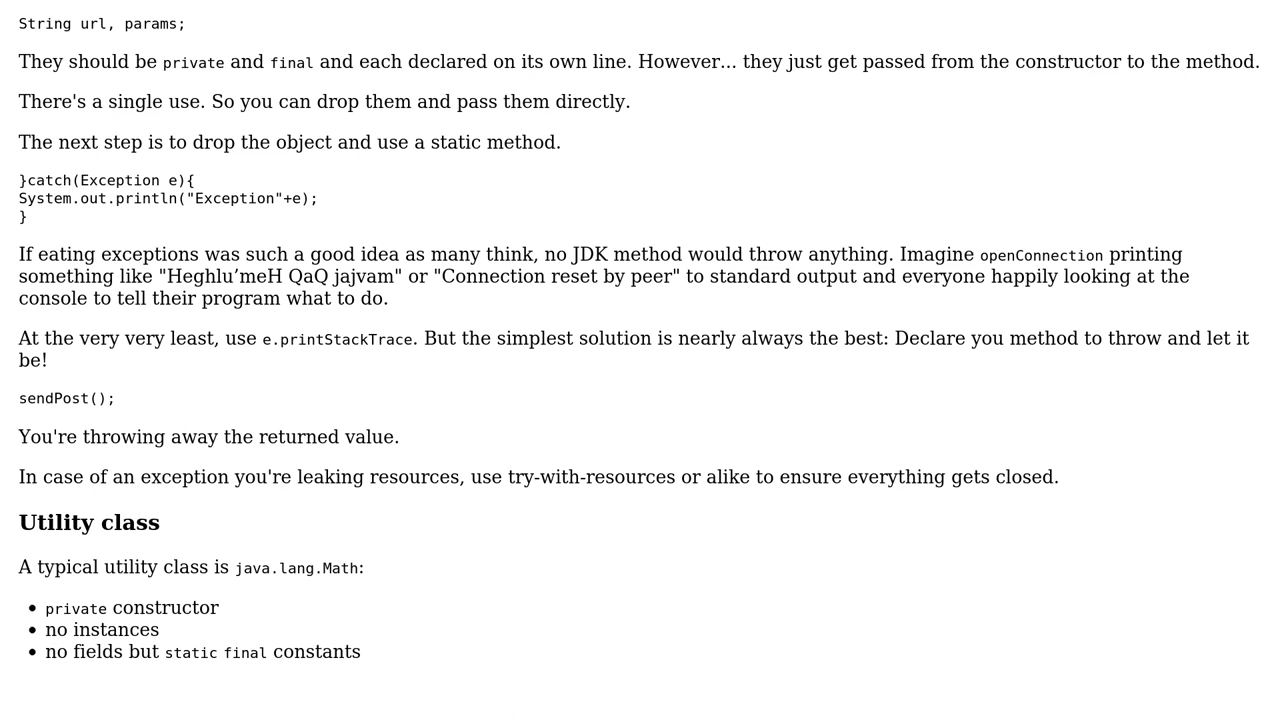 String url, params;
They should be private and final and each declared on its own line. However... they just get passed from the constructor to the method.
There's a single use. So you can drop them and pass them directly.
The next step is to drop the object and use a static method.
}catch(Exception e){
System.out.println("Exception"+e);
}
If eating exceptions was such a good idea as many think, no JDK method would throw anything. Imagine openConnection printing
something like "Heghlu’meH QaQ jajvam" or "Connection reset by peer" to standard output and everyone happily looking at the
console to tell their program what to do.
At the very very least, use e.printStackTrace. But the simplest solution is nearly always the best: Declare you method to throw and let it
be!
sendPost();
You're throwing away the returned value.
In case of an exception you're leaking resources, use try-with-resources or alike to ensure everything gets closed.
Utility class
A typical utility class is java.lang.Math:
• private constructor
• no instances
• no fields but static final constants